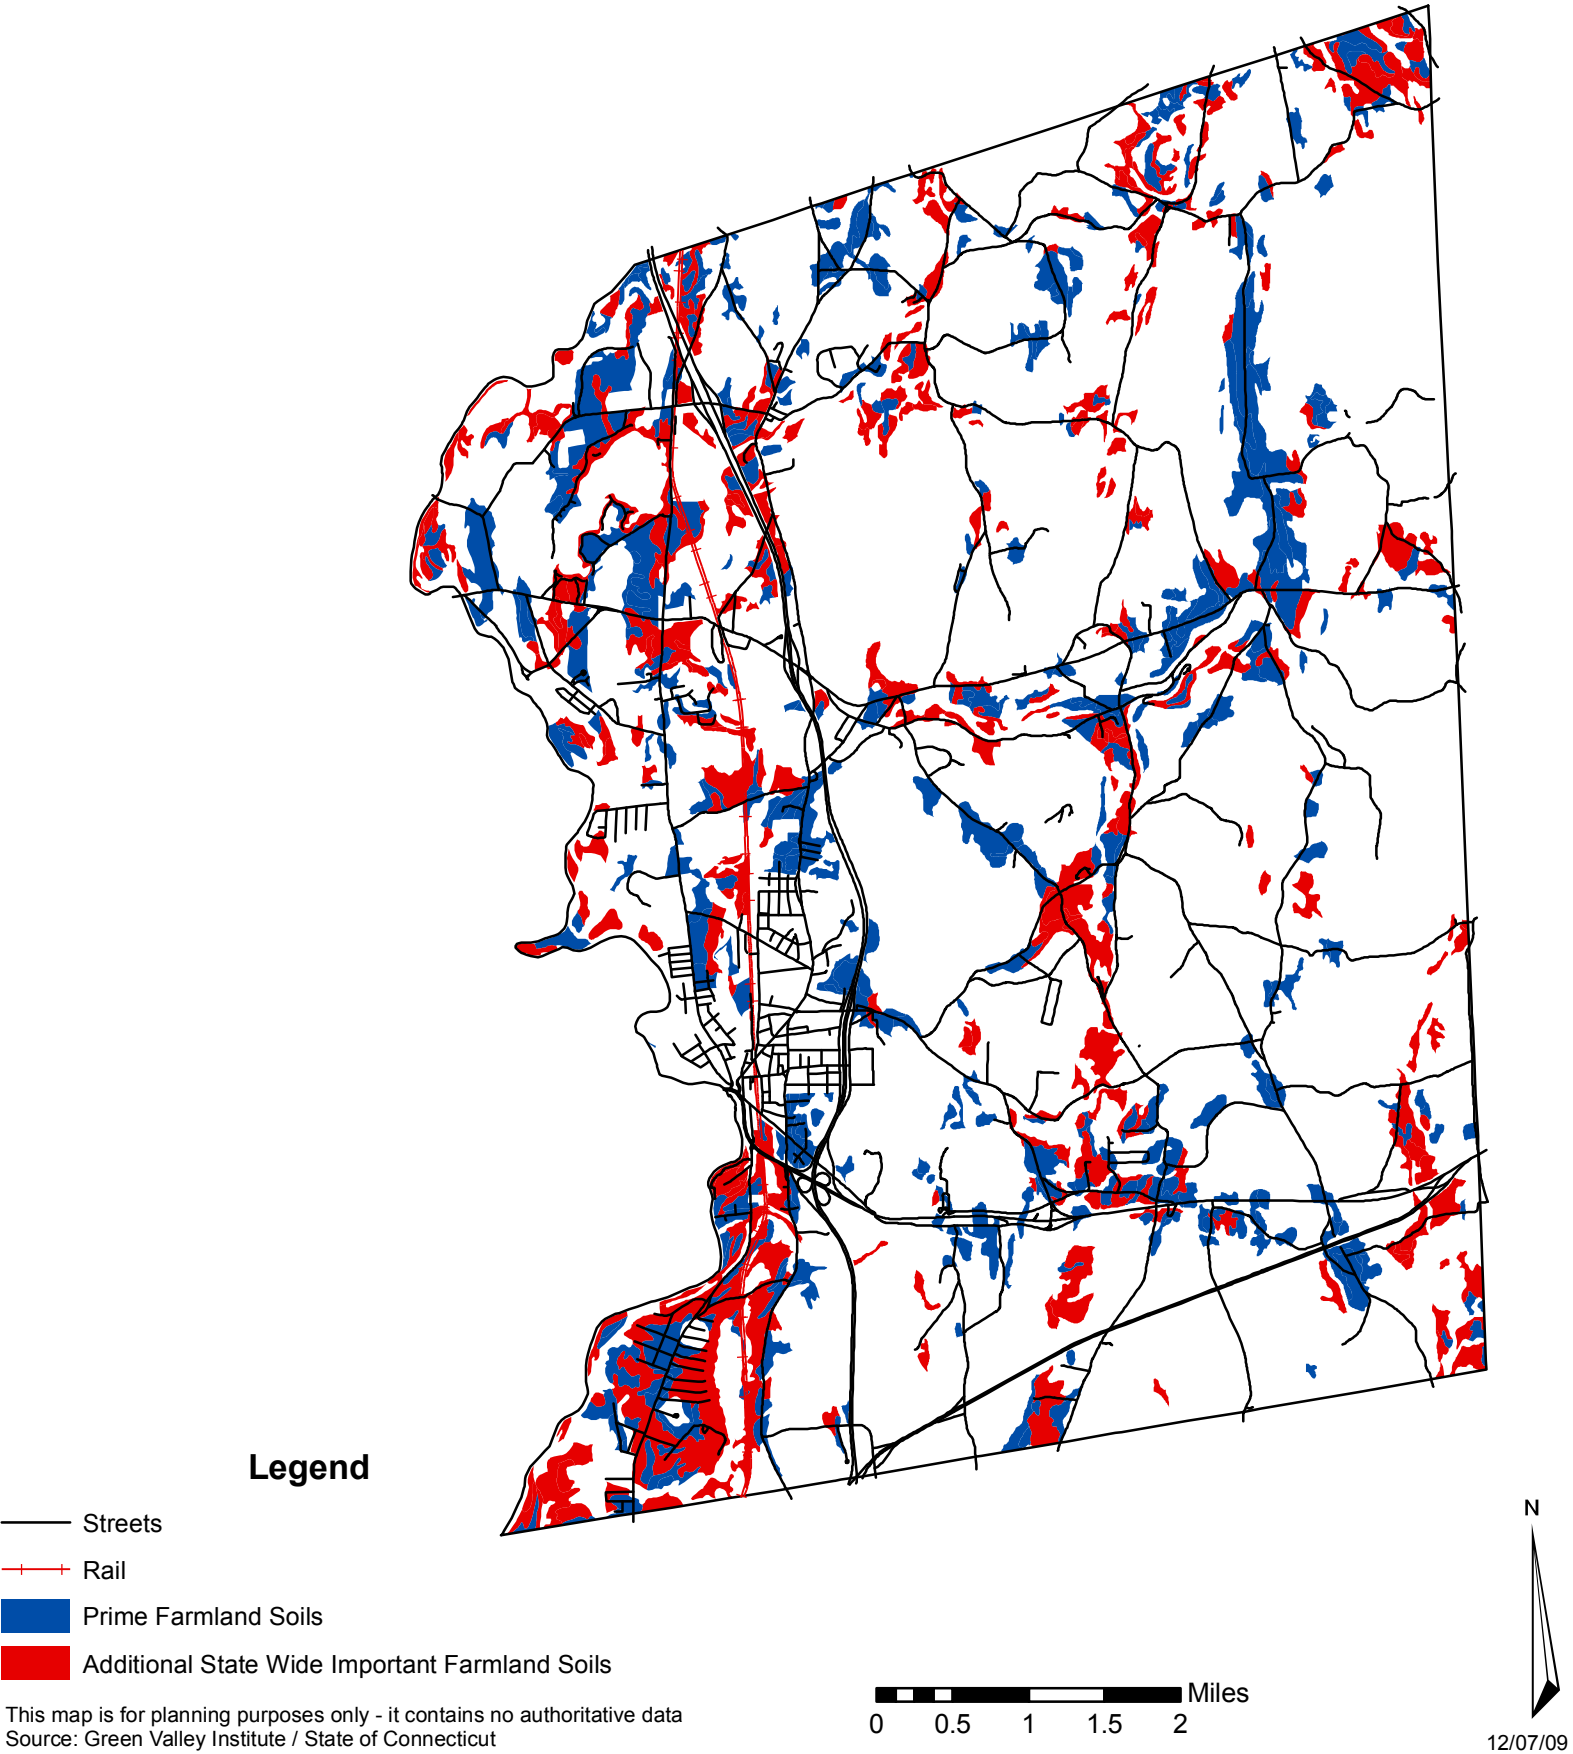 Legend
Streets
Rail
Prime Farmland Soils
Additional State Wide Important Farmland Soils
This map is for planning purposes only - it contains no authoritative data
Source: Green Valley Institute / State of Connecticut
Miles
0 0.5 1 1.5 2
N
12/07/09